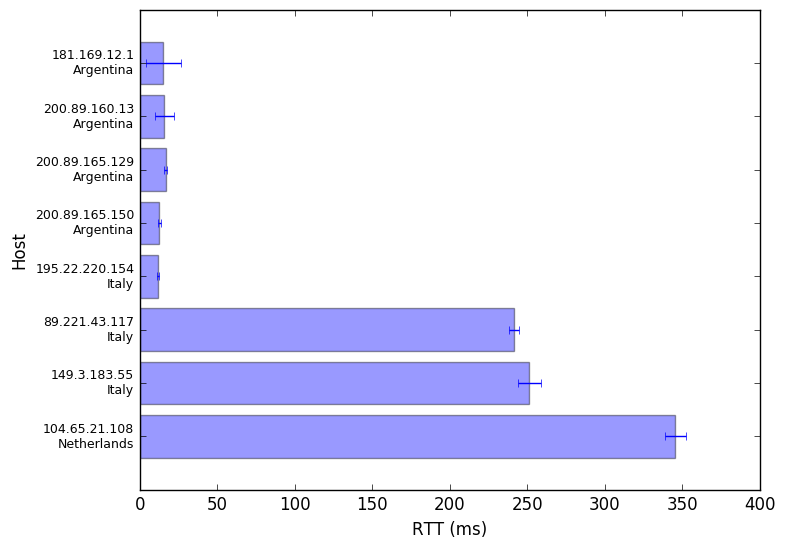 181.169.12.1
Argentina
200.89.160.13
Argentina
200.89.165.129
Argentina
200.89.165.150
Argentina
195.22.220.154
Italy
89.221.43.117
Italy
149.3.183.55
Italy
104.65.21.108
Netherlands
Host
0 50 100 150 200 250 300 350 400
RTT (ms)